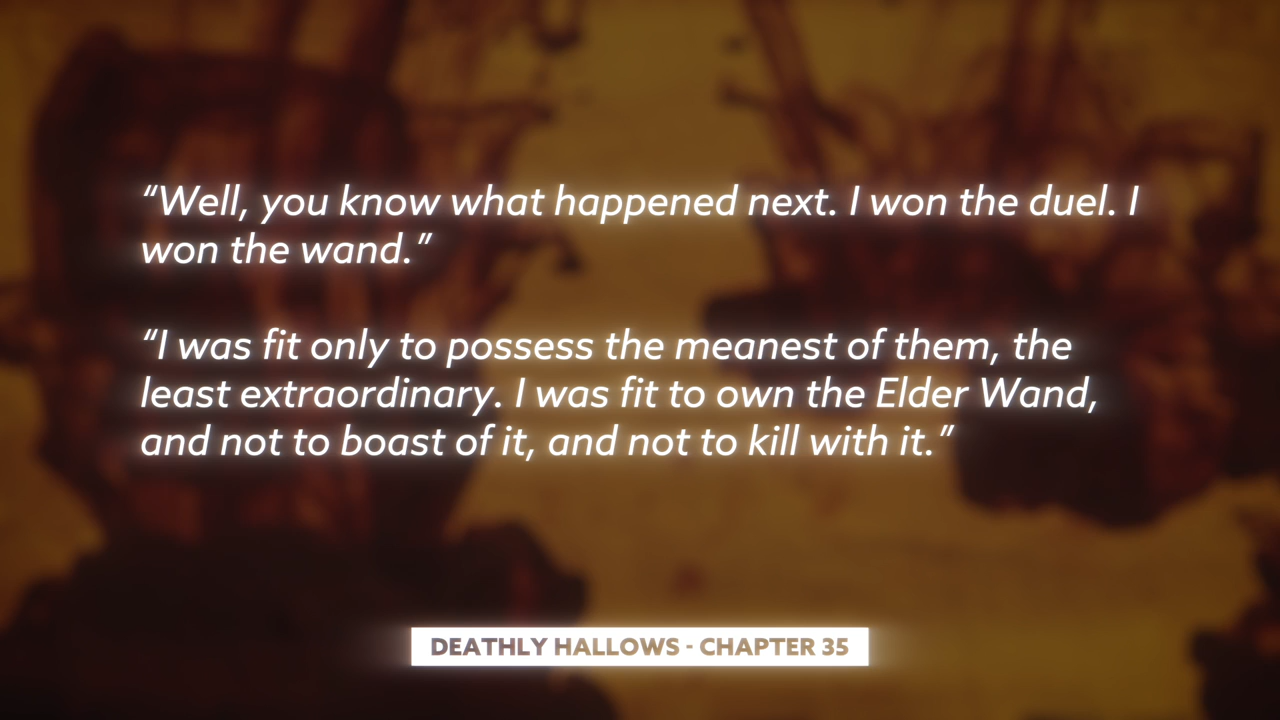 “Well, you know what happened next. I won the duel. I
won the wand.”
“I was fit only to possess the meanest of them, the
least extraordinary. I was fit to own the Elder Wand,
and not to boast of it, and not to kill with it.”
DEATHLY HALLOWS - CHAPTER 35